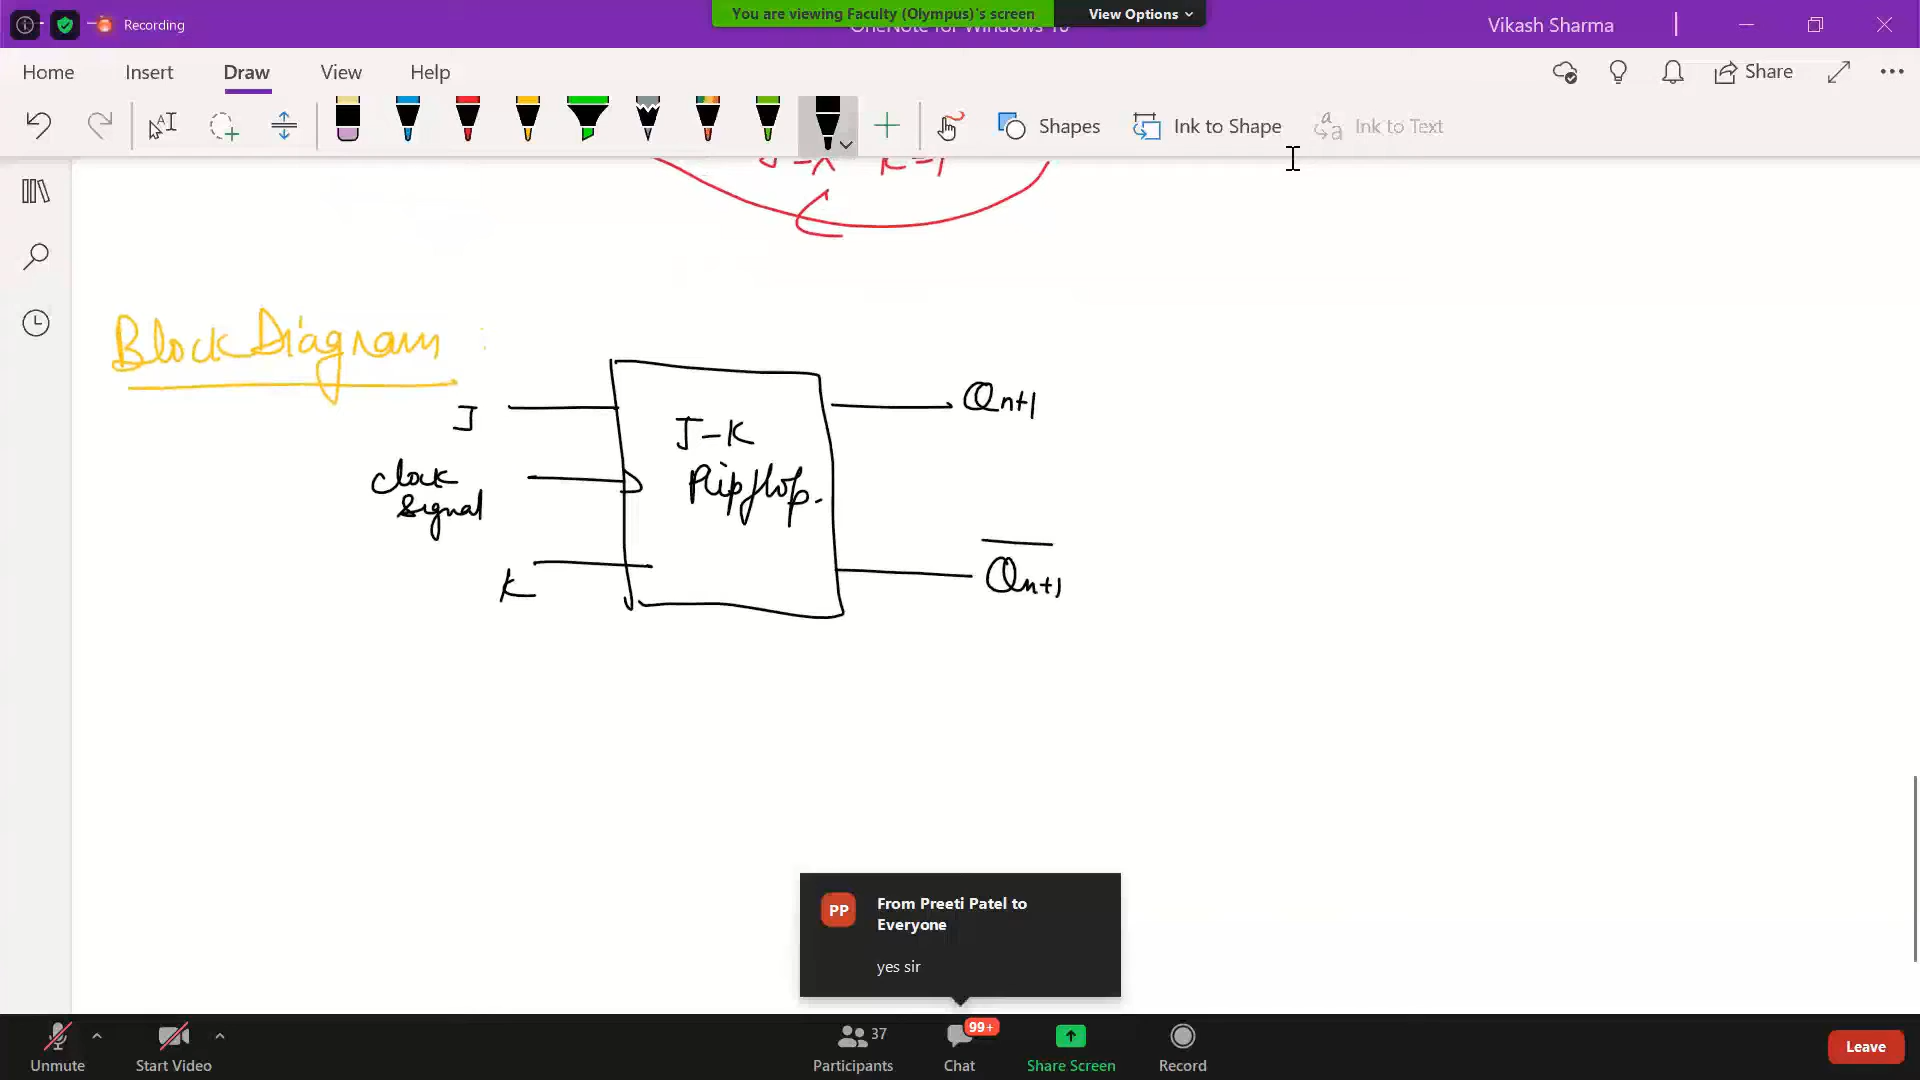 You are viewing Faculty (Olympus)'s screen
View Options
Recording
Vikash Sharma
Home
Insert
Draw
View
Help
Share
Shapes
Ink to Shape
Ink to Text
Block Diagram :
J
Qn+1
J-K
flipflop.
clock
signal
K
Qn+1
PP
From Preeti Patel to
Everyone
yes sir
Unmute
Start Video
37
Participants
99+
Chat
Share Screen
Record
Leave